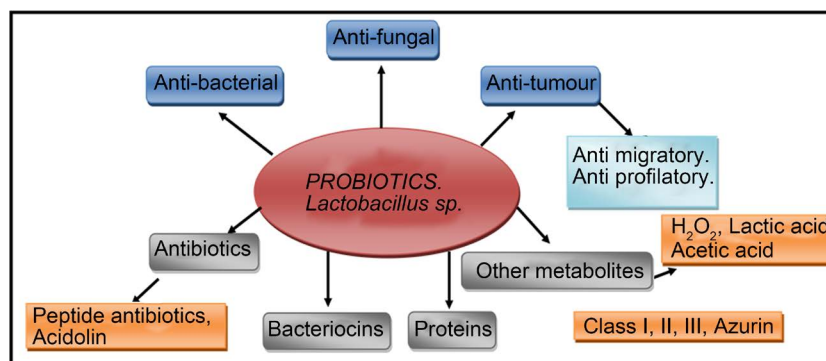 Anti-fungal
Anti-bacterial
Anti-tumour
Anti migratory.
Anti profilatory.
PROBIOTICS.
Lactobacillus sp.
H₂O₂, Lactic acid
Acetic acid
Antibiotics
Other metabolites
Peptide antibiotics,
Acidolin
Bacteriocins
Proteins
Class I, II, III, Azurin